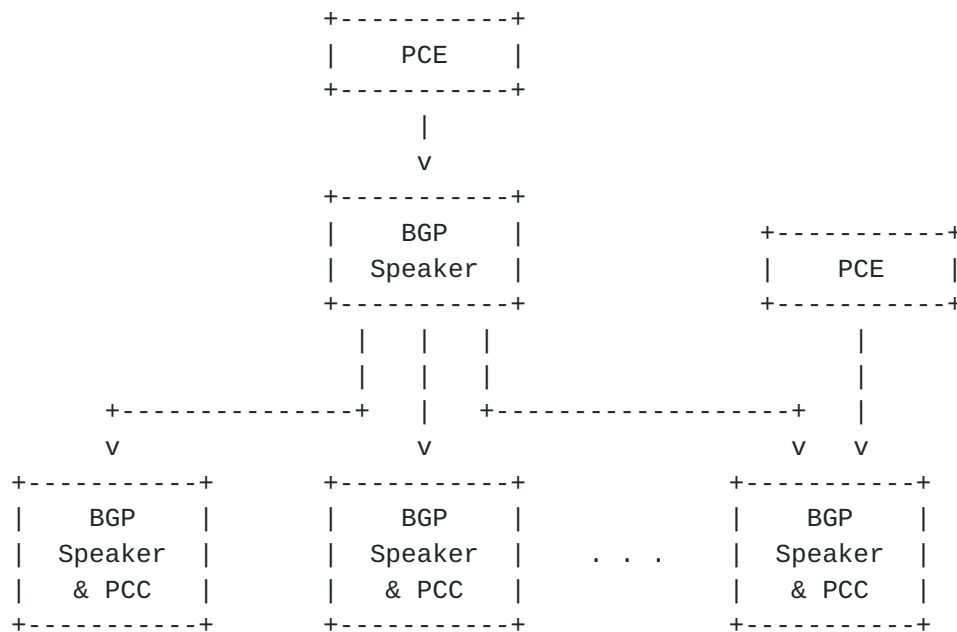 PCE
BGP
Speaker
PCE
BGP
Speaker
& PCC
BGP
Speaker
& PCC
. . .
BGP
Speaker
& PCC